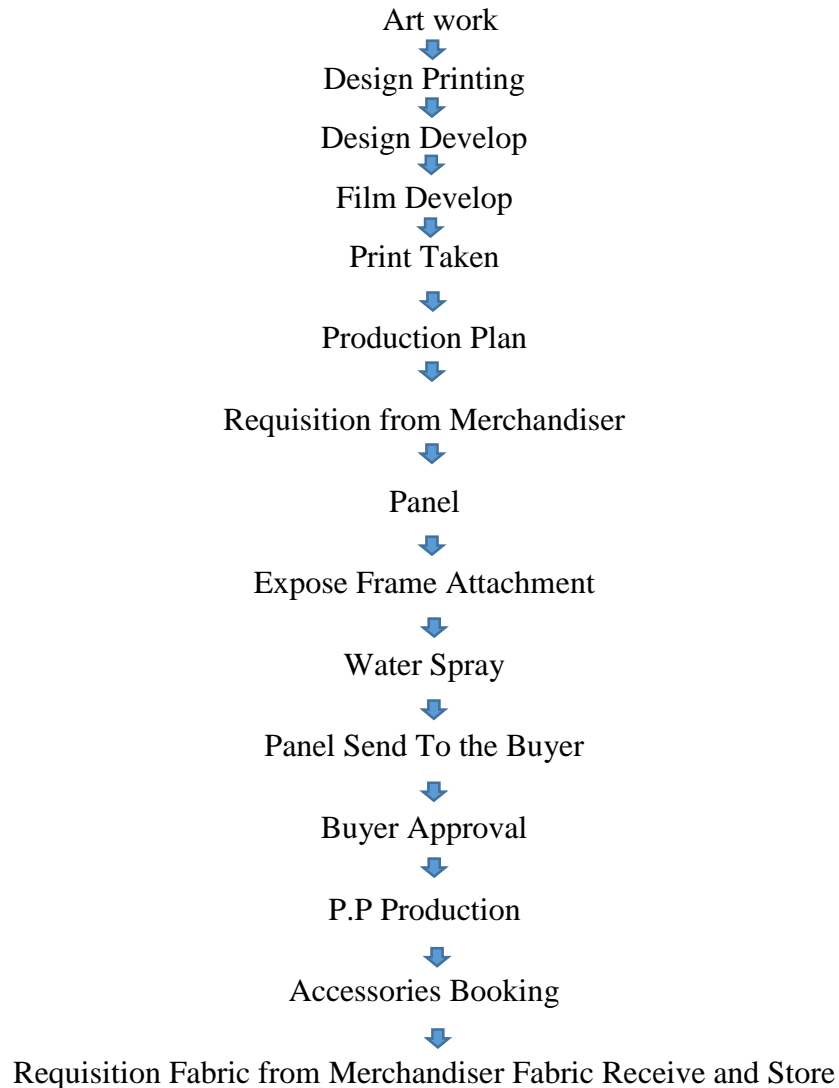 Art work
Design Printing
Design Develop
Film Develop
Print Taken
Production Plan
Requisition from Merchandiser
Panel
Expose Frame Attachment
Water Spray
Panel Send To the Buyer
Buyer Approval
P.P Production
Accessories Booking
Requisition Fabric from Merchandiser Fabric Receive and Store